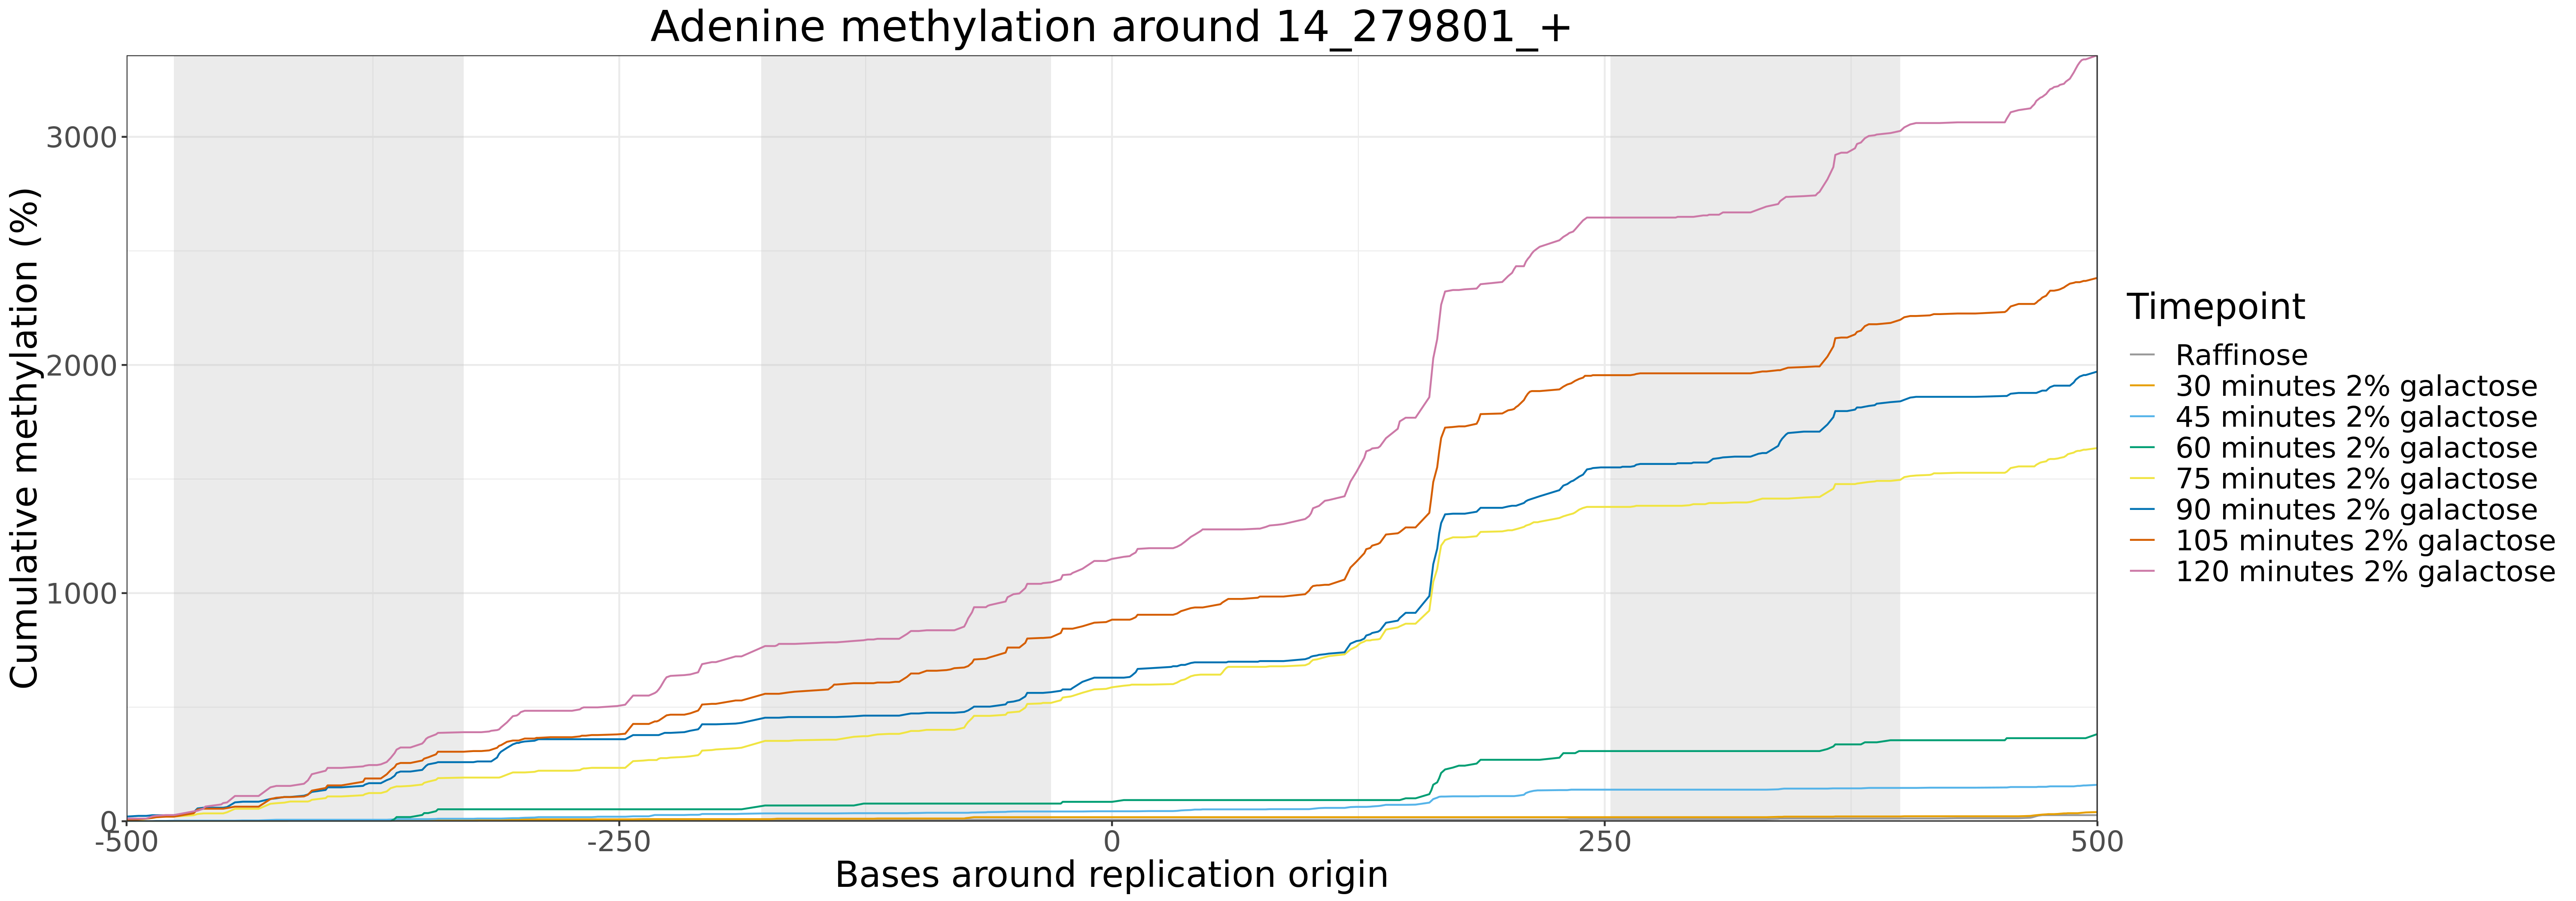 Adenine methylation around 14_279801_+
Cumulative methylation (%)
3000
2000
1000
0
-500
-250
0
250
500
Bases around replication origin
Timepoint
Raffinose
30 minutes 2% galactose
45 minutes 2% galactose
60 minutes 2% galactose
75 minutes 2% galactose
90 minutes 2% galactose
105 minutes 2% galactose
120 minutes 2% galactose